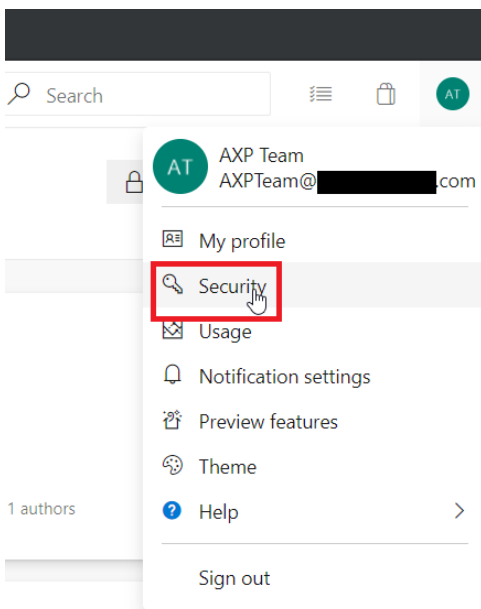 Search
AT
AT
AXP Team
AXPTeam@ .com
My profile
Security
Usage
Notification settings
Preview features
Theme
1 authors
? Help
Sign out